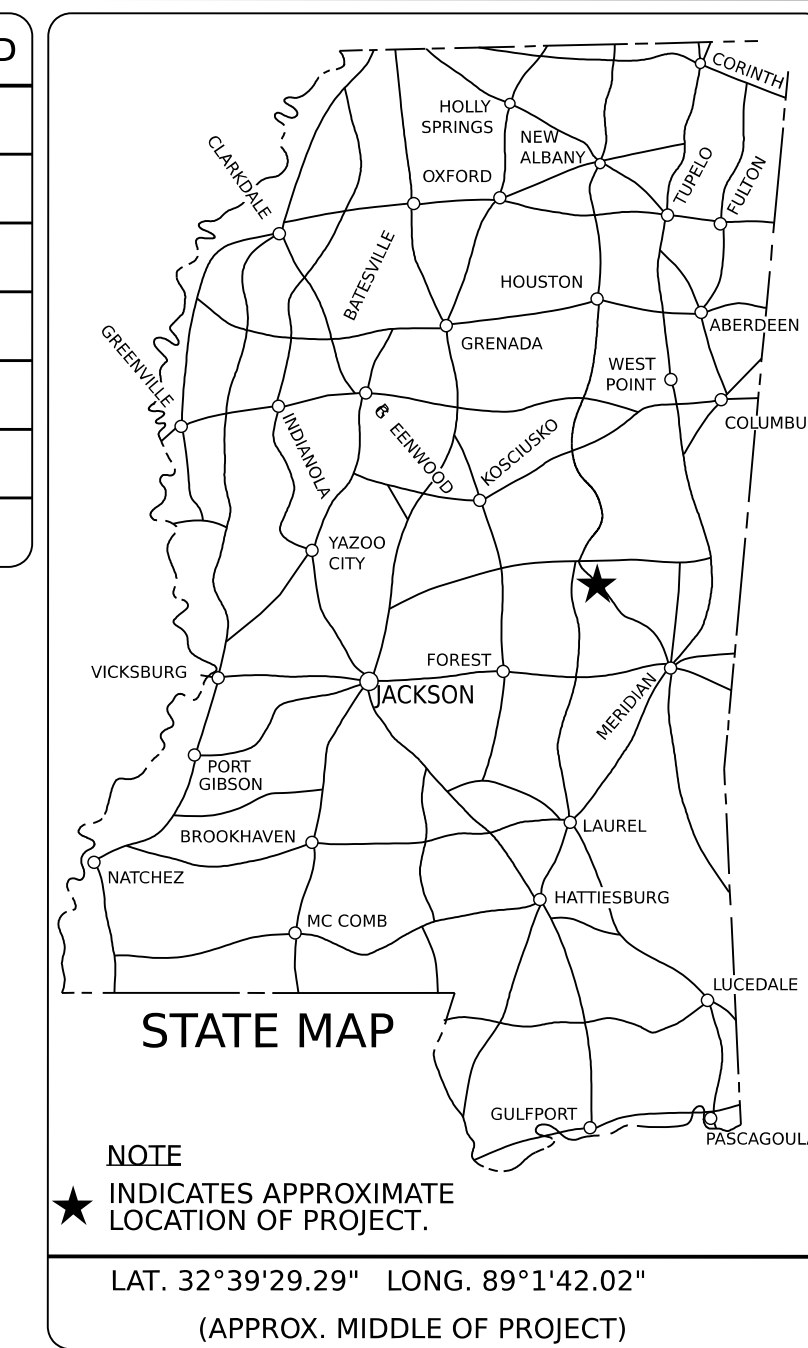 D
CORINTH
HOLLY
SPRINGS
NEW
ALBANY
CLARKDALE
OXFORD
TUPELO
FULTON
BATESVILLE
HOUSTON
GREENVILLE
GRENADA
ABERDEEN
WEST
POINT
COLUMBU
INDIANOLA
EENWOOD
KOSCIUSKO
YAZOO
CITY
VICKSBURG
FOREST
JACKSON
MERIDIAN
PORT
GIBSON
BROOKHAVEN
LAUREL
NATCHEZ
HATTIESBURG
MC COMB
LUCEDALE
STATE MAP
GULFPORT
PASCAGOULA
NOTE
INDICATES APPROXIMATE
LOCATION OF PROJECT.
LAT. 32°39'29.29" LONG. 89°1'42.02"
(APPROX. MIDDLE OF PROJECT)